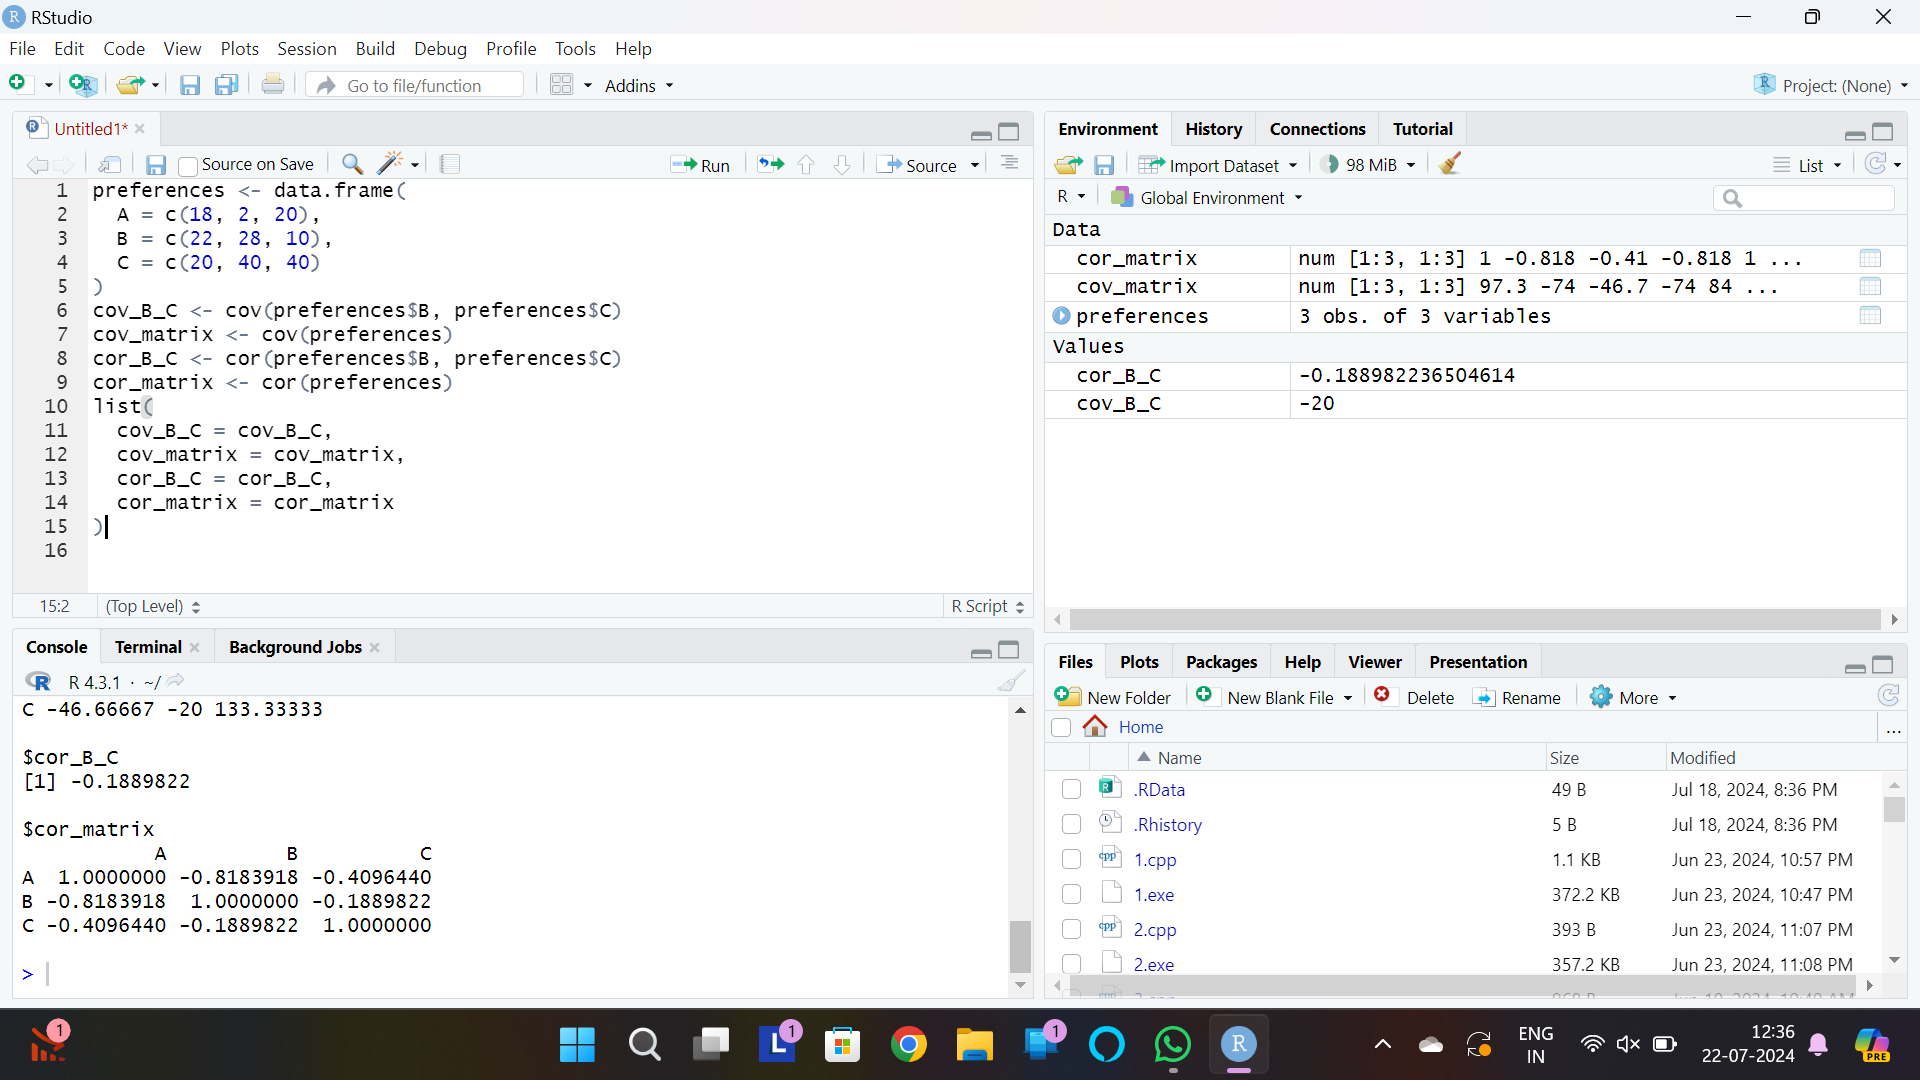 RStudio
File Edit Code View Plots Session Build Debug Profile Tools Help
Go to file/function
Addins
Project: (None)
Untitled1*
Source on Save
Run
Source
1 preferences <- data.frame(
2 A = c(18, 2, 20),
3 B = c(22, 28, 10),
4 C = c(20, 40, 40)
5 )
6 cov_B_C <- cov(preferences$B, preferences$C)
7 cov_matrix <- cov(preferences)
8 cor_B_C <- cor(preferences$B, preferences$C)
9 cor_matrix <- cor(preferences)
10 list(
11 cov_B_C = cov_B_C,
12 cov_matrix = cov_matrix,
13 cor_B_C = cor_B_C,
14 cor_matrix = cor_matrix
15 )
16
15:2 (Top Level) R Script
Console Terminal Background Jobs
R 4.3.1 · ~/
C -46.66667 -20 133.33333
$cor_B_C
[1] -0.1889822
$cor_matrix
A B C
A 1.0000000 -0.8183918 -0.4096440
B -0.8183918 1.0000000 -0.1889822
C -0.4096440 -0.1889822 1.0000000
>
Environment History Connections Tutorial
Import Dataset 98 MiB List
R Global Environment
Data
cor_matrix num [1:3, 1:3] 1 -0.818 -0.41 -0.818 1 ...
cov_matrix num [1:3, 1:3] 97.3 -74 -46.7 -74 84 ...
preferences 3 obs. of 3 variables
Values
cor_B_C -0.188982236504614
cov_B_C -20
Files Plots Packages Help Viewer Presentation
New Folder New Blank File Delete Rename More
Home ...
Name Size Modified
.RData 49 B Jul 18, 2024, 8:36 PM
.Rhistory 5 B Jul 18, 2024, 8:36 PM
1.cpp 1.1 KB Jun 23, 2024, 10:57 PM
1.exe 372.2 KB Jun 23, 2024, 10:47 PM
2.cpp 393 B Jun 23, 2024, 11:07 PM
2.exe 357.2 KB Jun 23, 2024, 11:08 PM
1
1
1
ENG
IN
12:36
22-07-2024
PRE